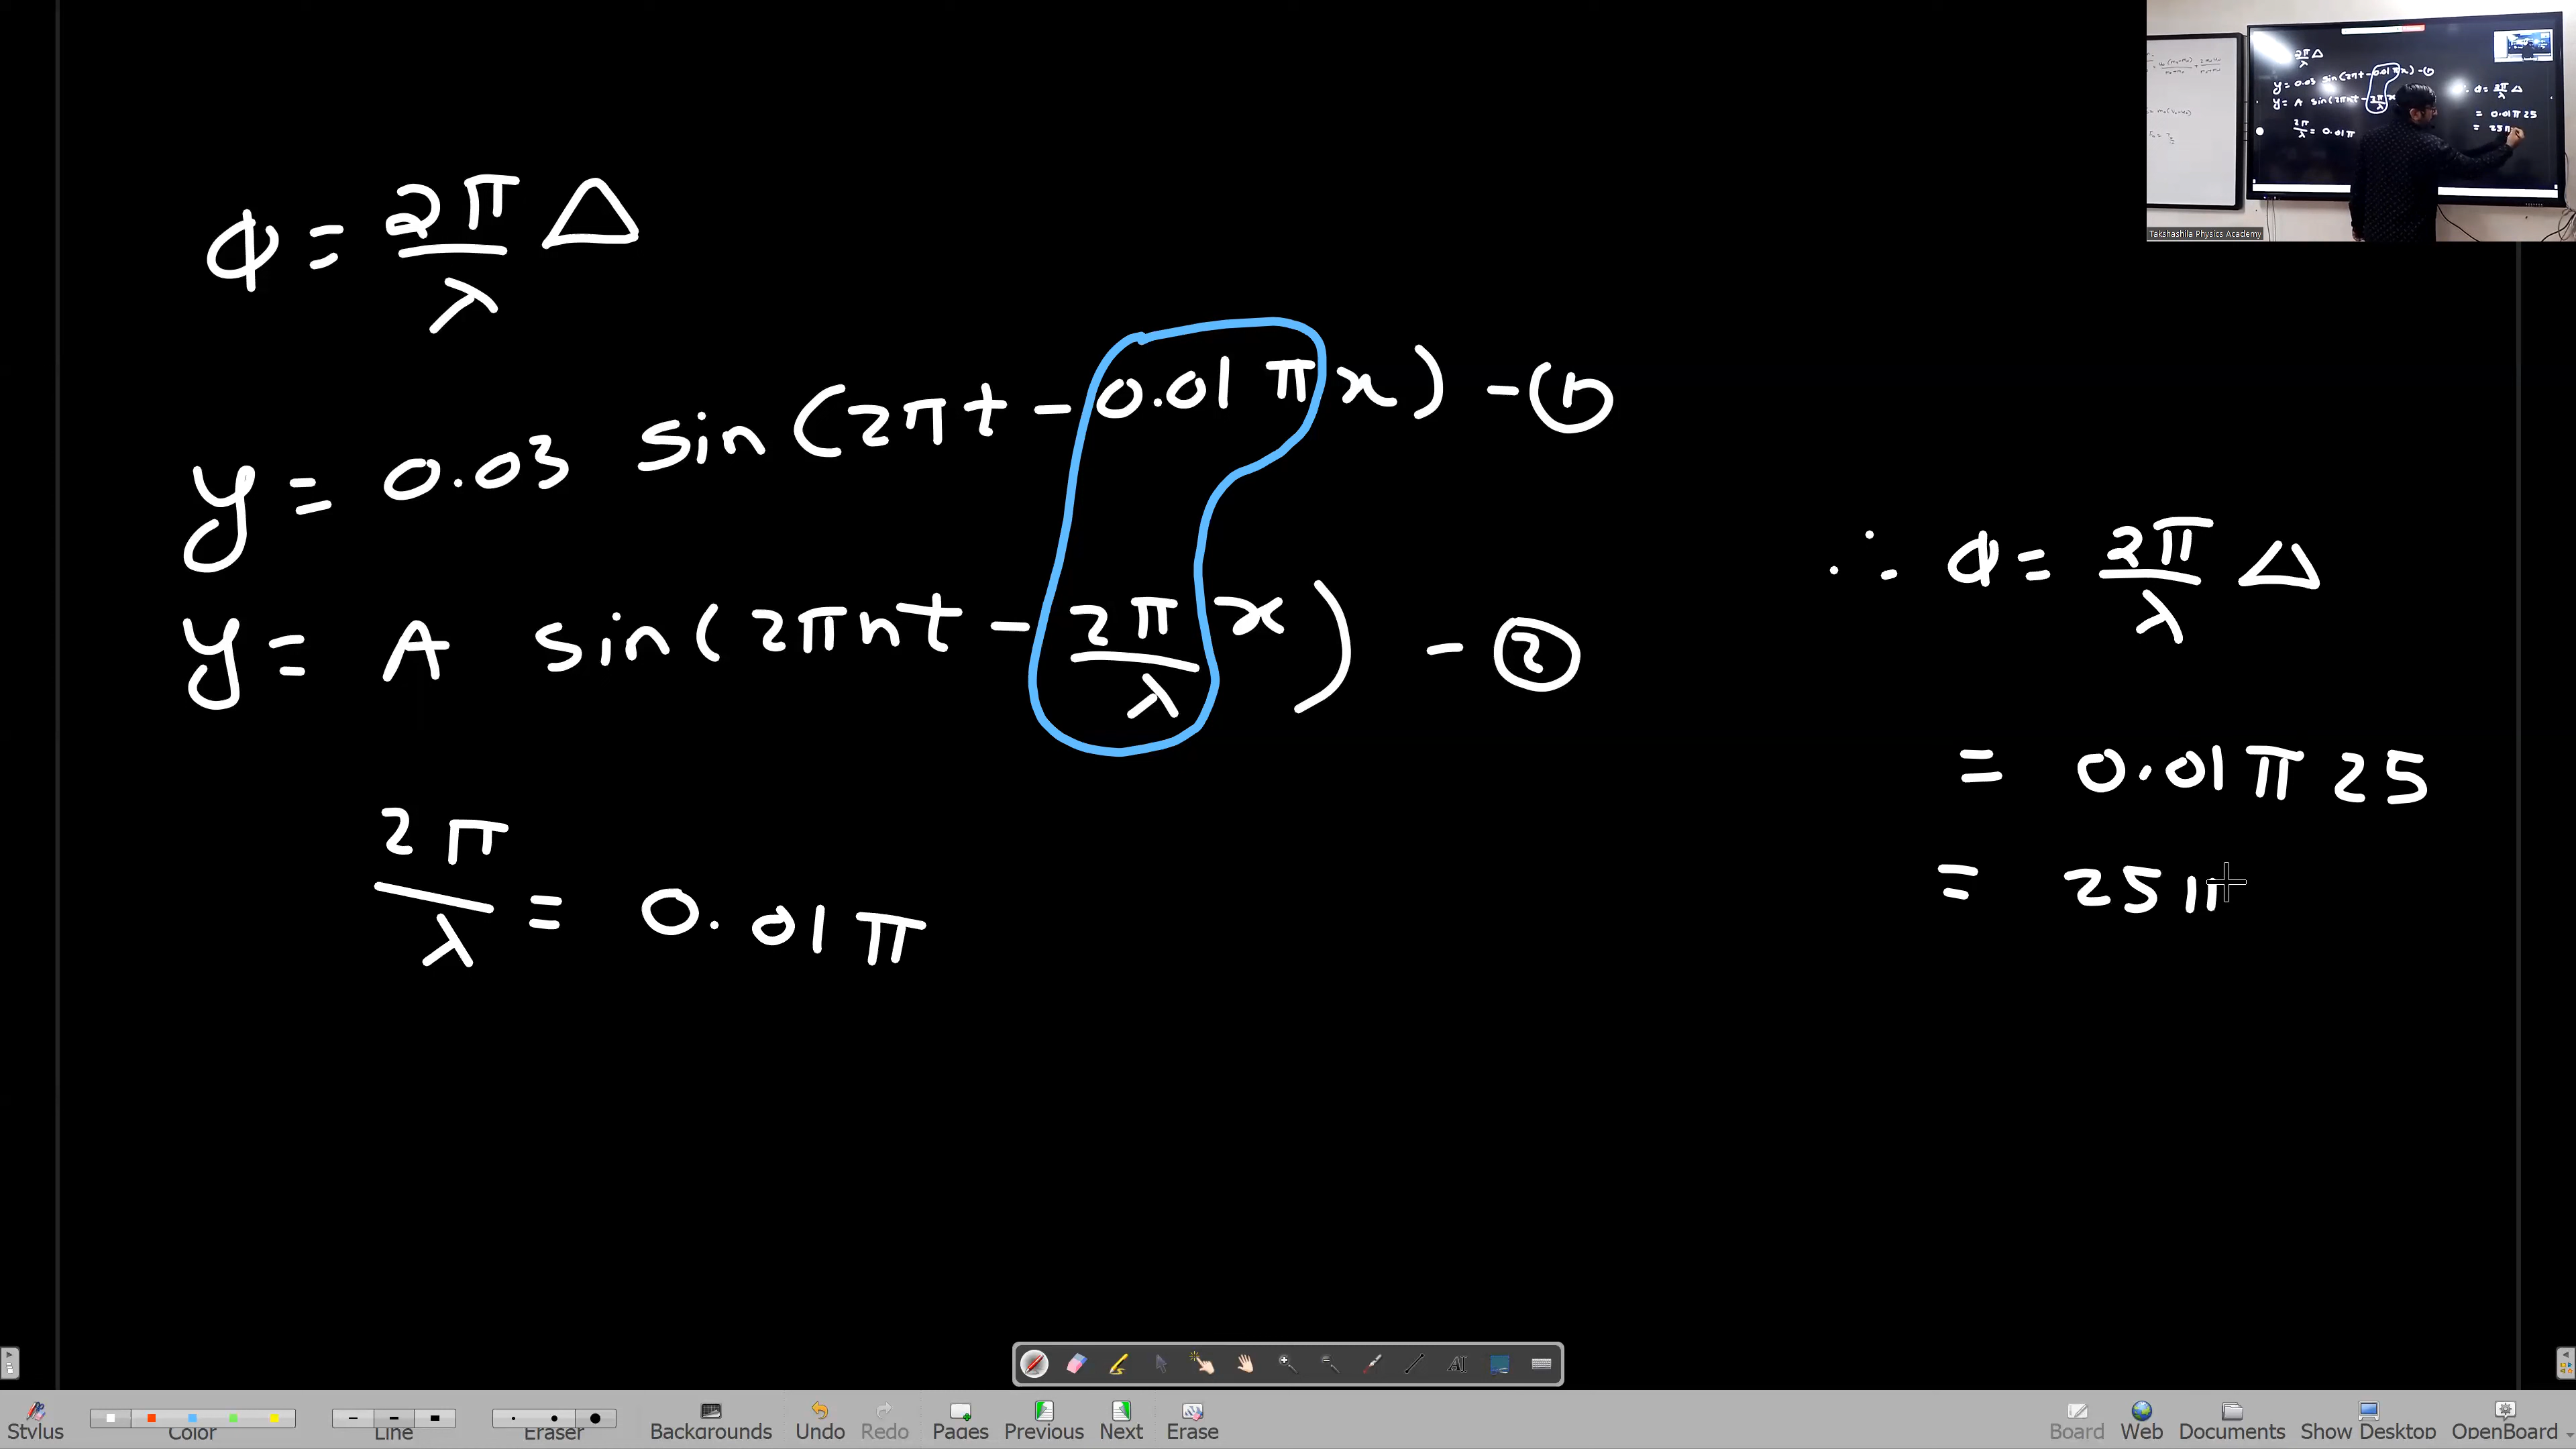 Φ = 2π/λ Δ
y = 0.03 sin(2πt - 0.01πx) - ①
y = A sin(2πnt - 2π/λ x) - ②
2π/λ = 0.01π
∴ Φ = 2π/λ Δ
= 0.01π 25
= 25π
Takshashila Physics Academy
Stylus Color Line Eraser Backgrounds Undo Redo Pages Previous Next Erase Board Web Documents Show Desktop OpenBoard